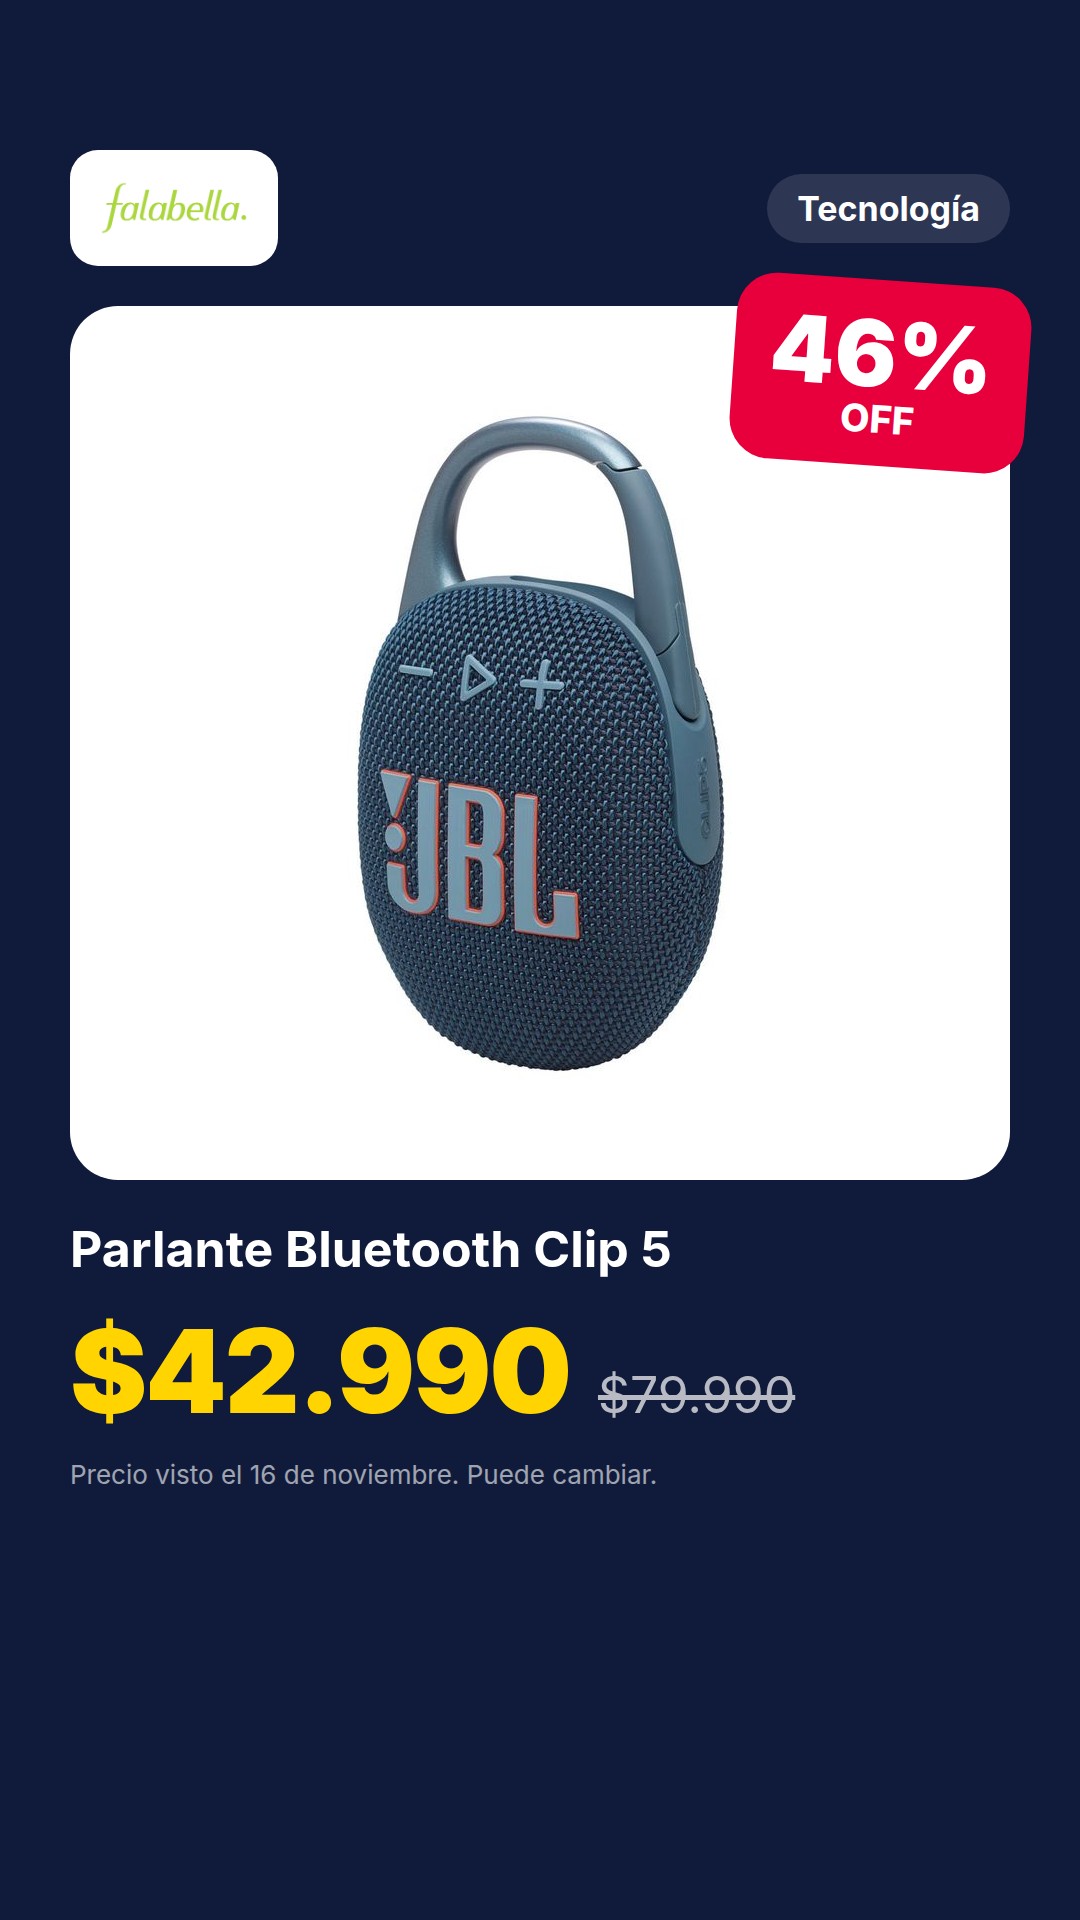 falabella.
Tecnología
46%
OFF
JBL
Parlante Bluetooth Clip 5
$42.990 $79.990
Precio visto el 16 de noviembre. Puede cambiar.